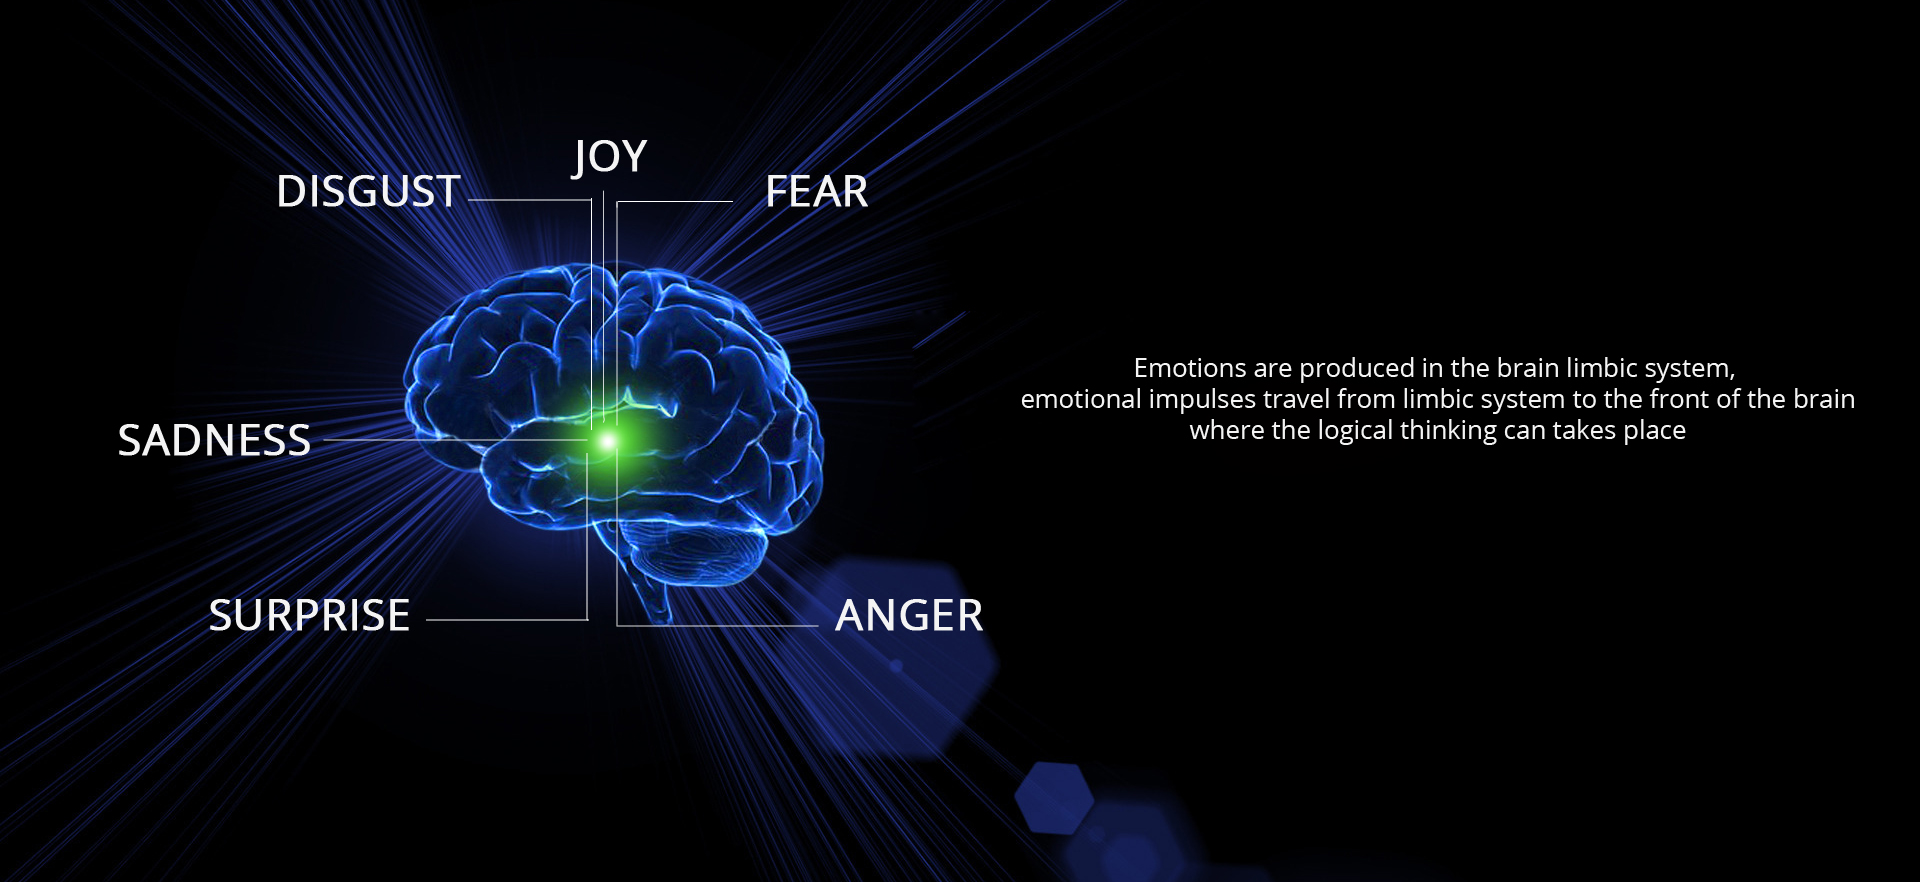 JOY
DISGUST
FEAR
SADNESS
SURPRISE
ANGER
Emotions are produced in the brain limbic system,
emotional impulses travel from limbic system to the front of the brain
where the logical thinking can takes place